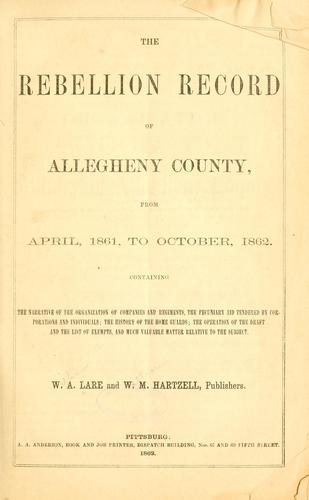 THE
REBELLION RECORD
OF
ALLEGHENY COUNTY,
FROM
APRIL, 1861, TO OCTOBER, 1862.
CONTAINING
THE NARRATIVE OF THE ORGANIZATION OF COMPANIES AND REGIMENTS, THE PECUNIARY AID TENDERED BY COR-
PORATIONS AND INDIVIDUALS; THE HISTORY OF THE HOME GUARDS; THE OPERATION OF THE DRAFT
AND THE LIST OF EXEMPTS, AND MUCH VALUABLE MATTER RELATIVE TO THE SUBJECT.
W. A. LARE and W. M. HARTZELL, Publishers.
PITTSBURG:
A. A. ANDERSON, BOOK AND JOB PRINTER, DISPATCH BUILDING, Nos. 67 AND 69 FIFTH STREET.
1862.